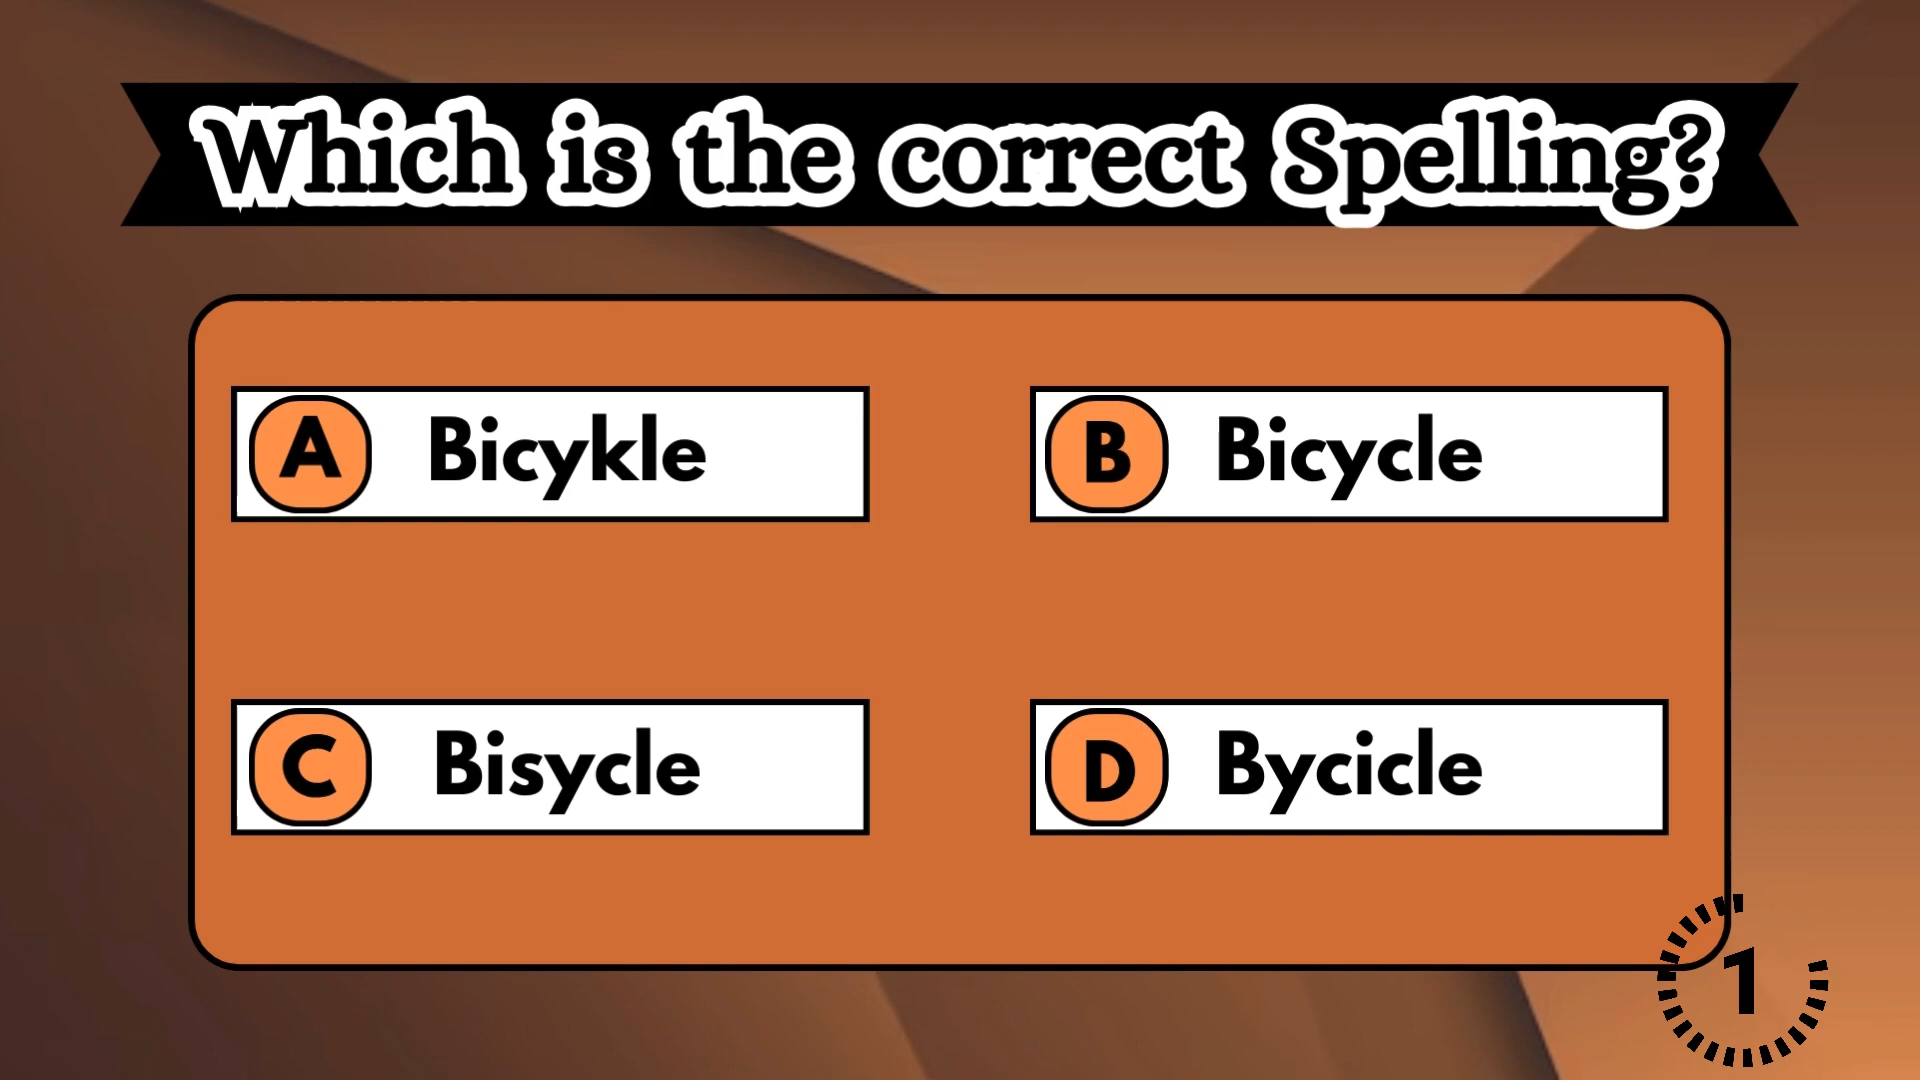 Which is the correct Spelling?
A Bicykle
B Bicycle
C Bisycle
D Bycicle
1